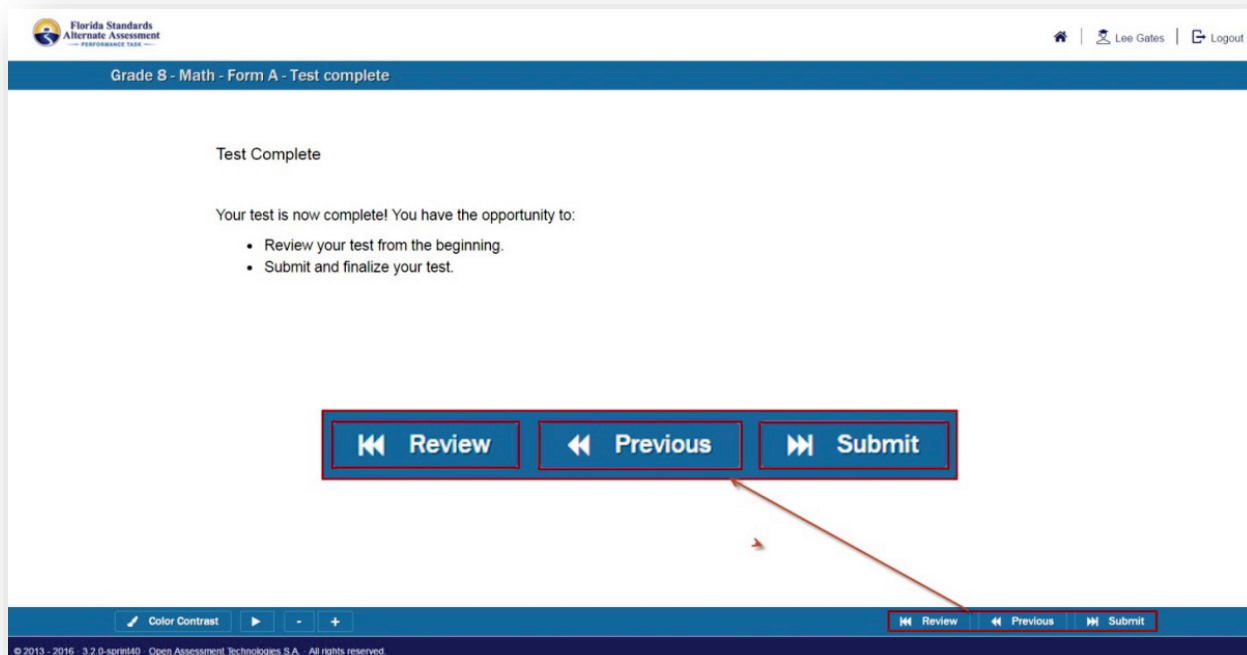 Florida Standards
Alternate Assessment
PERFORMANCE TASK
Lee Gates
Logout
Grade 8 - Math - Form A - Test complete
Test Complete
Your test is now complete! You have the opportunity to:
• Review your test from the beginning.
• Submit and finalize your test.
Review Previous Submit
Color Contrast - + Review Previous Submit
© 2013 - 2016 · 3.2.0-sprint40 · Open Assessment Technologies S.A. · All rights reserved.